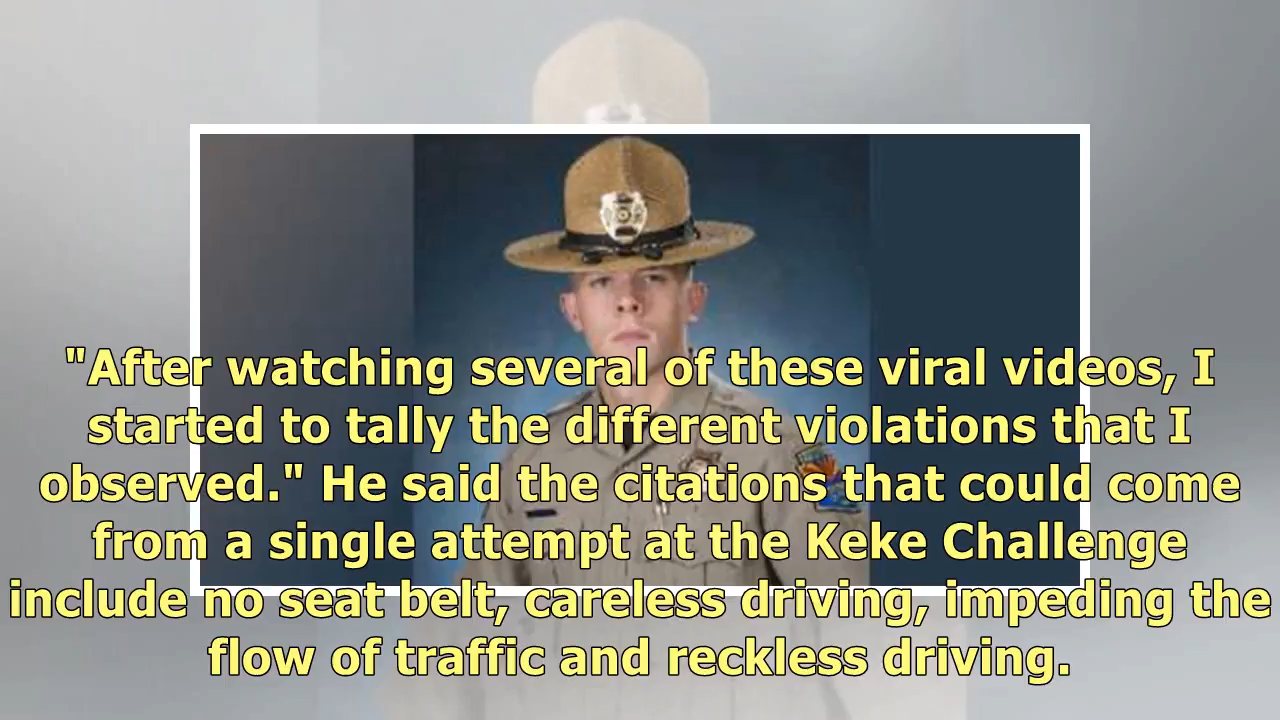 "After watching several of these viral videos, I
started to tally the different violations that I
observed." He said the citations that could come
from a single attempt at the Keke Challenge
include no seat belt, careless driving, impeding the
flow of traffic and reckless driving.